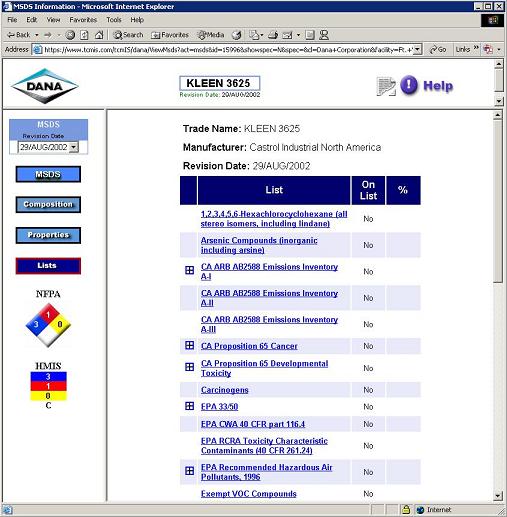 MSDS Information - Microsoft Internet Explorer
File Edit View Favorites Tools Help
Back Search Favorites Media
Address https://www.tcmis.com/tcmIS/dana/ViewMsds?act=msds&id=15996&showspec=N&spec=&cl=Dana+Corporation&facility=Ft.+ Go Links »
DANA
KLEEN 3625
Revision Date: 29/AUG/2002
Help
MSDS
Revision Date
29/AUG/2002
MSDS
Composition
Properties
Lists
NFPA
1
3 0
HMIS
3
1
0
C
Trade Name: KLEEN 3625
Manufacturer: Castrol Industrial North America
Revision Date: 29/AUG/2002
List On List %
1,2,3,4,5,6-Hexachlorocyclohexane (all No
stereo isomers, including lindane)
Arsenic Compounds (inorganic No
including arsine)
CA ARB AB2588 Emissions Inventory No
A-I
CA ARB AB2588 Emissions Inventory No
A-II
CA ARB AB2588 Emissions Inventory No
A-III
CA Proposition 65 Cancer No
CA Proposition 65 Developmental No
Toxicity
Carcinogens No
EPA 33/50 No
EPA CWA 40 CFR part 116.4 No
EPA RCRA Toxicity Characteristic No
Contaminants (40 CFR 261.24)
EPA Recommended Hazardous Air No
Pollutants, 1996
Exempt VOC Compounds No
Internet